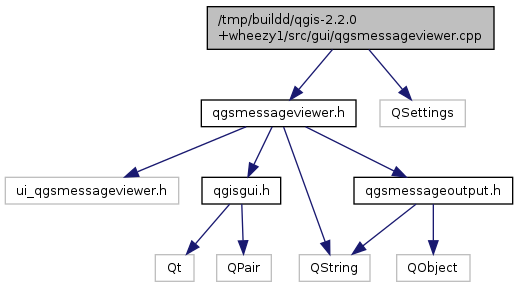 /tmp/buildd/qgis-2.2.0
+wheezy1/src/gui/qgsmessageviewer.cpp
qgsmessageviewer.h
QSettings
ui_qgsmessageviewer.h
qgisgui.h
qgsmessageoutput.h
Qt
QPair
QString
QObject